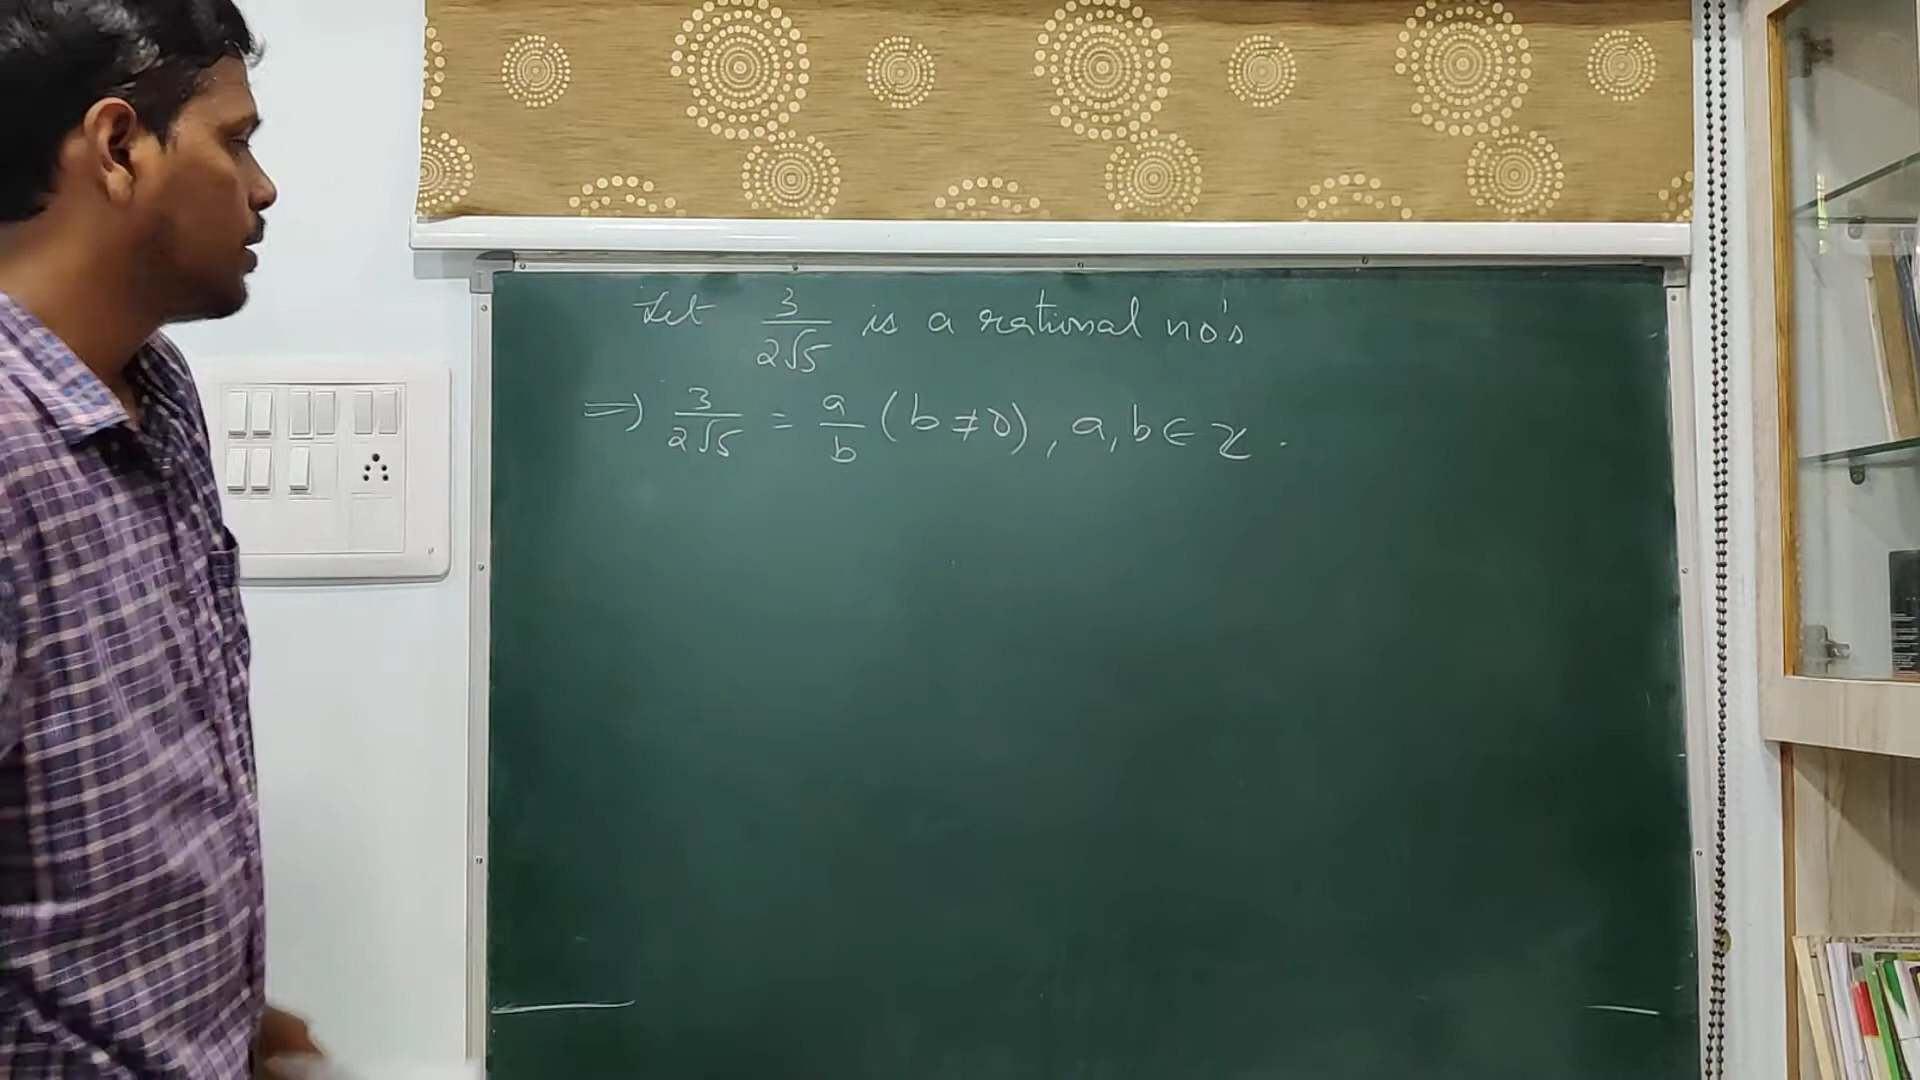 Let 3/2√5 is a rational no's
⇒ 3/2√5 = a/b (b ≠ 0), a, b ∈ Z.